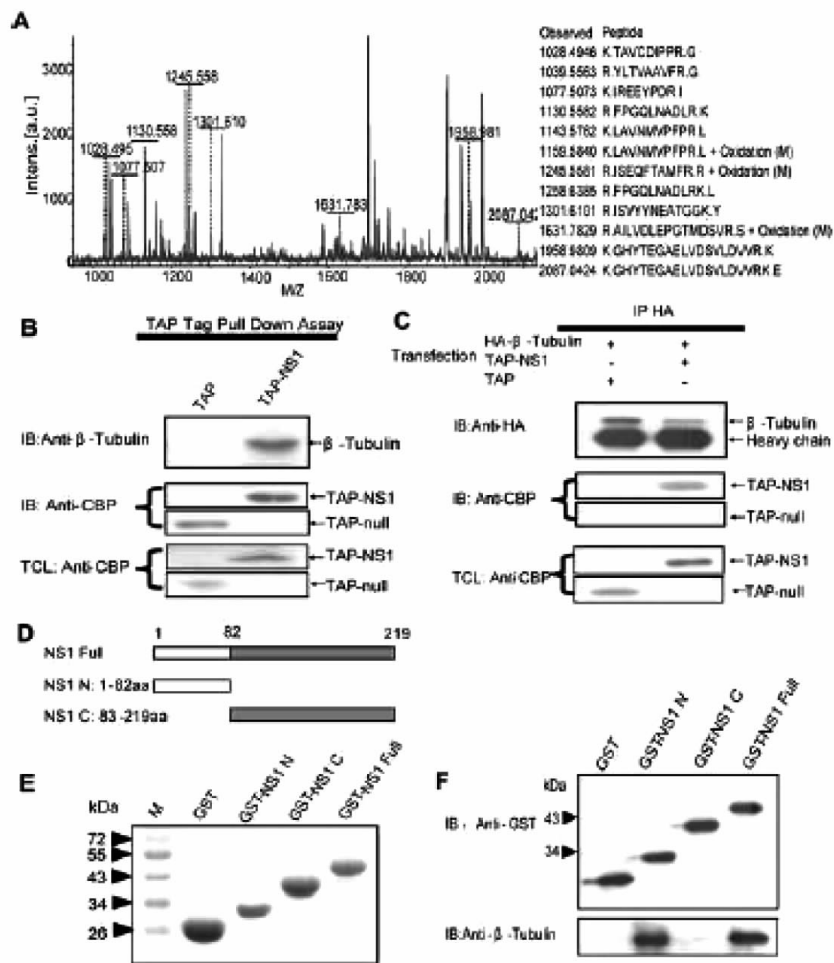 A
Intens.[a.u.]
3000
2000
1000
0
1028.495
1077.507
1130.558
1245.558
1301.610
1631.783
1958.981
2087.04
1000
1200
1400
1600
1800
2000
M/Z
Observed Peptide
1028.4946 K.TAVCDIPPR.G
1039.5563 R.YLTVAAVFR.G
1077.5073 K.IREEYPDR.I
1130.5582 R.FPGQLNADLR.K
1143.5762 K.LAVNMVPFPR.L
1159.5840 K.LAVNMVPFPR.L + Oxidation (M)
1245.5581 R.ISEQFTAMFR.R + Oxidation (M)
1258.6385 R.FPGQLNADLRK.L
1301.6101 R.ISVYYNEATGGK.Y
1631.7829 R.AILVDLEPGTMDSVR.S + Oxidation (M)
1958.9809 K.GHYTEGAELVDSVLDVVR.K
2087.0424 K.GHYTEGAELVDSVLDVVRK.E
B
TAP Tag Pull Down Assay
TAP
TAP-NS1
IB:Anti-β-Tubulin
β-Tubulin
IB: Anti-CBP
TAP-NS1
TAP-null
TCL: Anti-CBP
TAP-NS1
TAP-null
C
IP HA
Transfection
HA-β-Tubulin + +
TAP-NS1 - +
TAP + -
IB:Anti-HA
β-Tubulin
Heavy chain
IB: Anti-CBP
TAP-NS1
TAP-null
TCL: Anti CBP
TAP-NS1
TAP-null
D
1 82 219
NS1 Full
NS1 N: 1-82aa
NS1 C: 83-219aa
E
kDa
M
GST
GST-NS1 N
GST-NS1 C
GST-NS1 Full
72
55
43
34
26
F
GST
GST-NS1 N
GST-NS1 C
GST-NS1 Full
IB: Anti-GST
43
34
IB:Anti-β-Tubulin